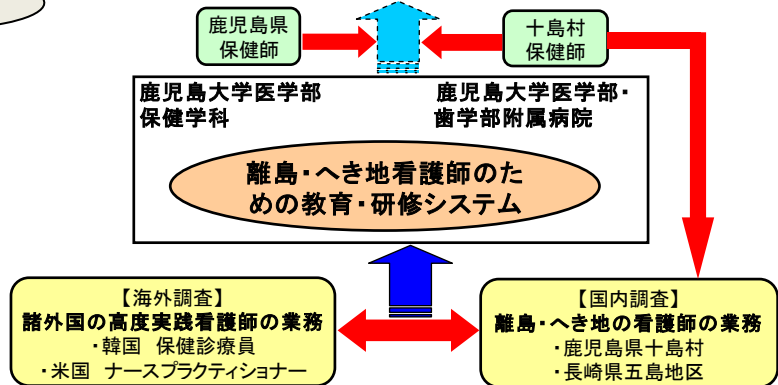 鹿児島県
保健師
十島村
保健師
鹿児島大学医学部
保健学科
鹿児島大学医学部・
歯学部附属病院
離島・へき地看護師のた
めの教育・研修システム
【海外調査】
諸外国の高度実践看護師の業務
・韓国 保健診療員
・米国 ナースプラクティショナー
【国内調査】
離島・へき地の看護師の業務
・鹿児島県十島村
・長崎県五島地区